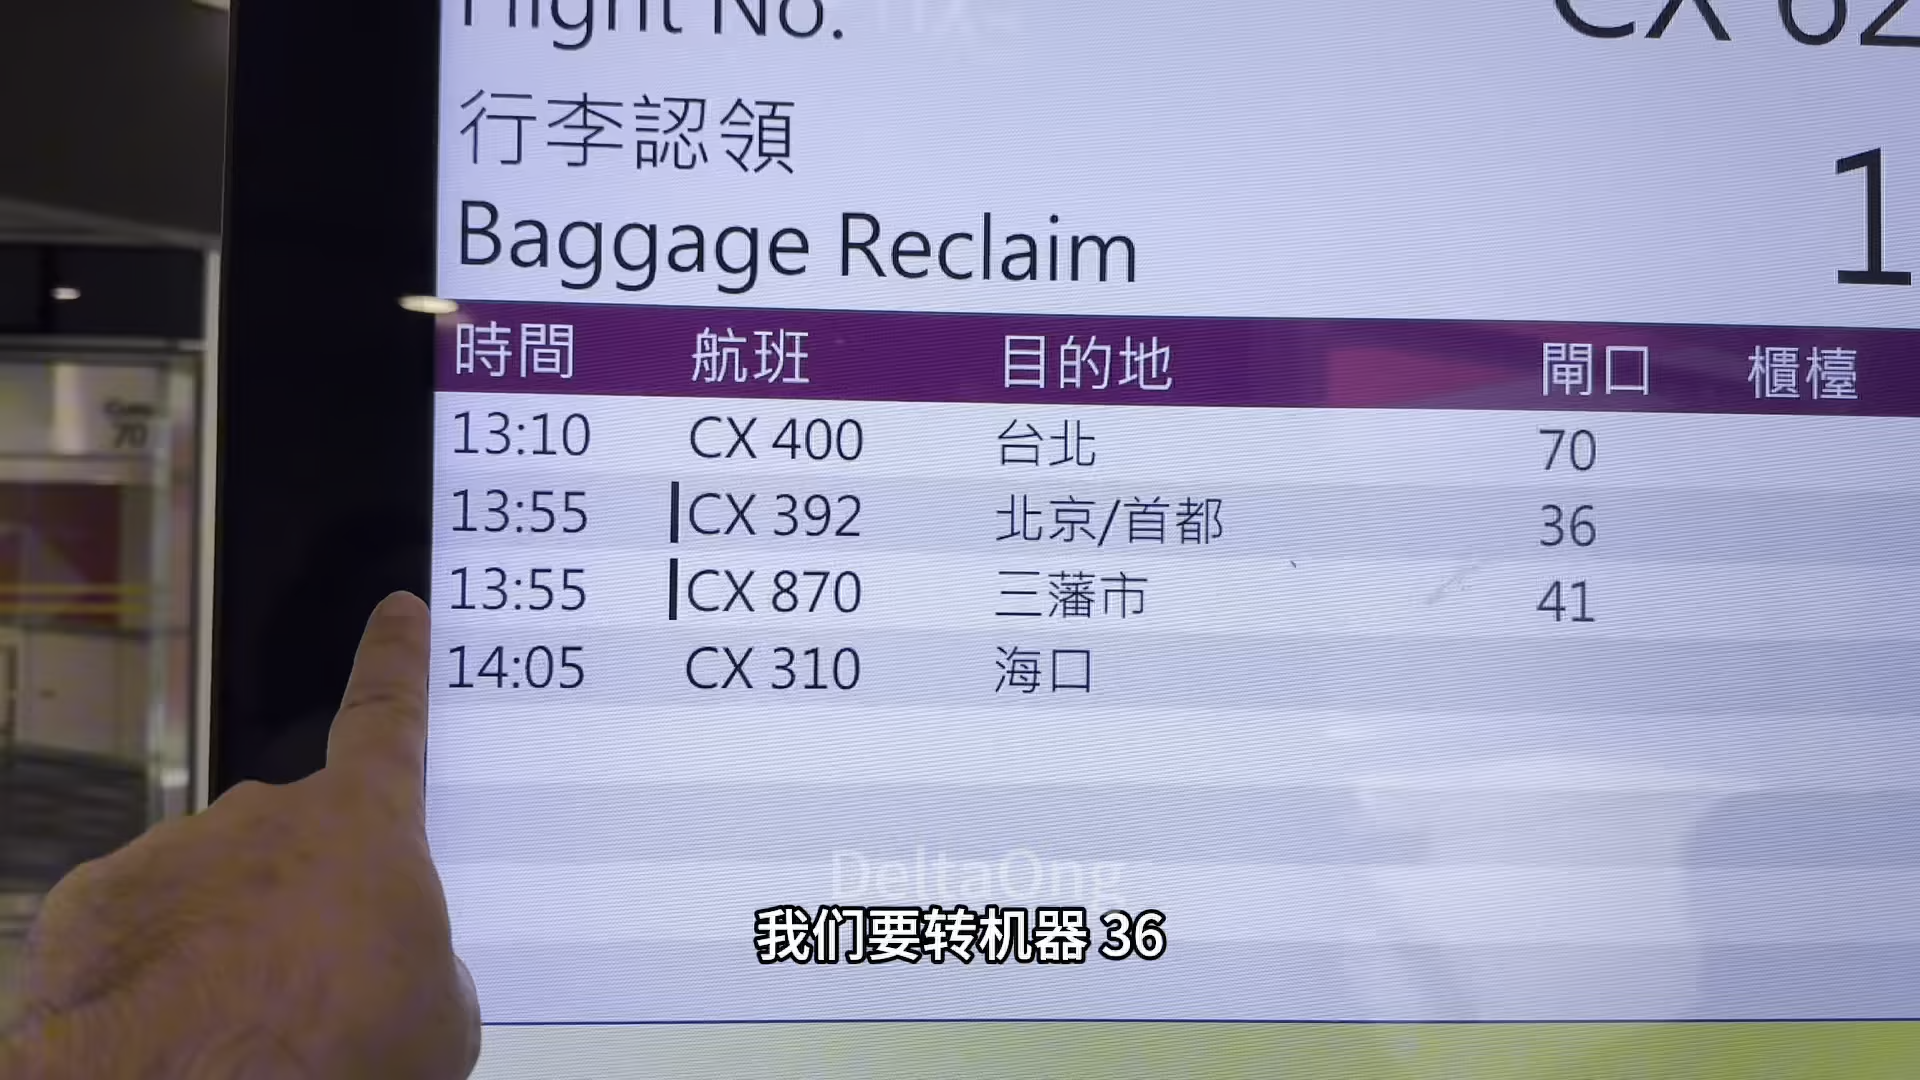 Flight No.
CX 62
行李認領
Baggage Reclaim
1
時間 航班 目的地 閘口 櫃檯
13:10 CX 400 台北 70
13:55 CX 392 北京/首都 36
13:55 CX 870 三藩市 41
14:05 CX 310 海口
70
DeltaOng
我们要转机器 36